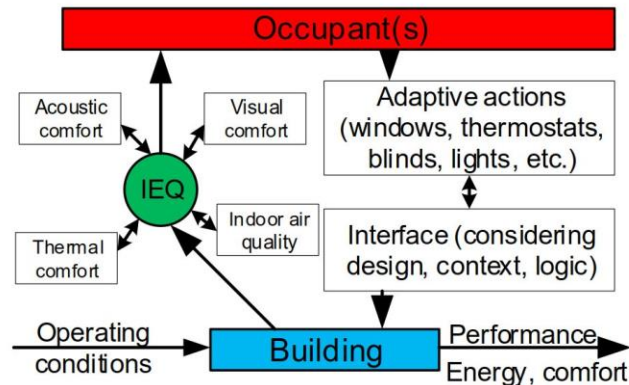 Occupant(s)
Acoustic
comfort
Visual
comfort
IEQ
Thermal
comfort
Indoor air
quality
Adaptive actions
(windows, thermostats,
blinds, lights, etc.)
Interface (considering
design, context, logic)
Operating
conditions
Building
Performance
Energy, comfort